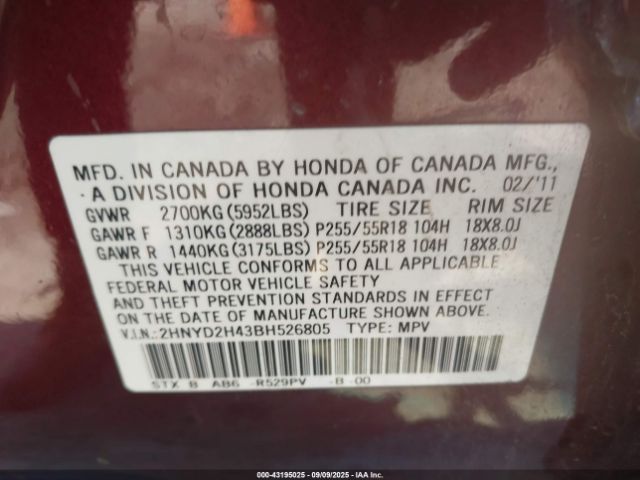 MFD. IN CANADA BY HONDA OF CANADA MFG.,
A DIVISION OF HONDA CANADA INC. 02/'11
GVWR 2700KG (5952LBS) TIRE SIZE RIM SIZE
GAWR F 1310KG (2888LBS) P255/55R18 104H 18X8.0J
GAWR R 1440KG (3175LBS) P255/55R18 104H 18X8.0J
THIS VEHICLE CONFORMS TO ALL APPLICABLE
FEDERAL MOTOR VEHICLE SAFETY
AND THEFT PREVENTION STANDARDS IN EFFECT
ON THE DATE OF MANUFACTURE SHOWN ABOVE.
V.I.N.: 2HNYD2H43BH526805 TYPE: MPV
STX B AB6 -R529PV -B -00
000-43195025 - 09/09/2025 - IAA Inc.